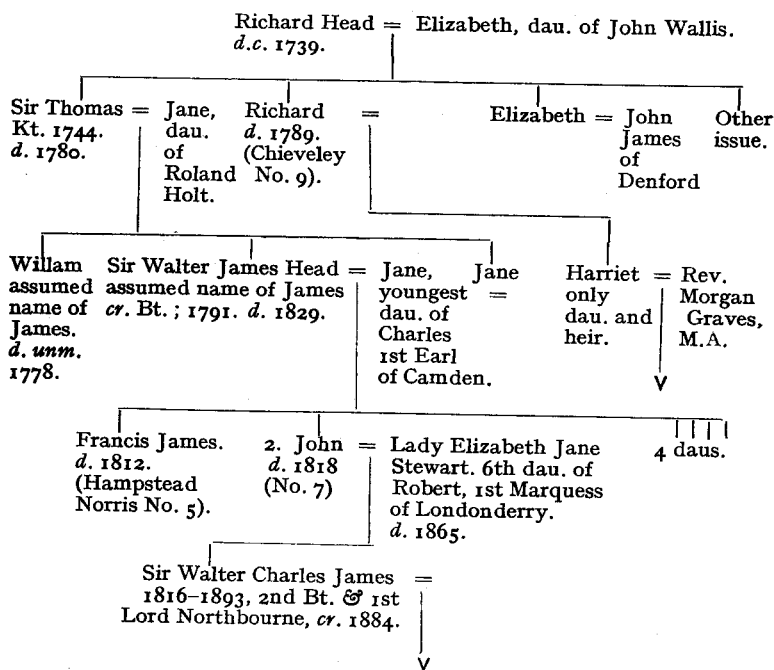 Richard Head = Elizabeth, dau. of John Wallis.
d.c. 1739.
Sir Thomas = Jane,
Kt. 1744. dau.
d. 1780. of
Roland
Holt.
Richard =
d. 1789.
(Chieveley
No. 9).
Elizabeth = John
James
of
Denford
Other
issue.
Willam
assumed
name of
James.
d. unm.
1778.
Sir Walter James Head = Jane,
assumed name of James youngest
cr. Bt. ; 1791. d. 1829. dau. of
Charles
1st Earl
of Camden.
Jane
=
Harriet = Rev.
only Morgan
dau. and Graves,
heir. M.A.
Francis James.
d. 1812.
(Hampstead
Norris No. 5).
2. John = Lady Elizabeth Jane
d. 1818 Stewart. 6th dau. of
(No. 7) Robert, 1st Marquess
of Londonderry.
d. 1865.
4 daus.
Sir Walter Charles James =
1816–1893, 2nd Bt. & 1st
Lord Northbourne, cr. 1884.